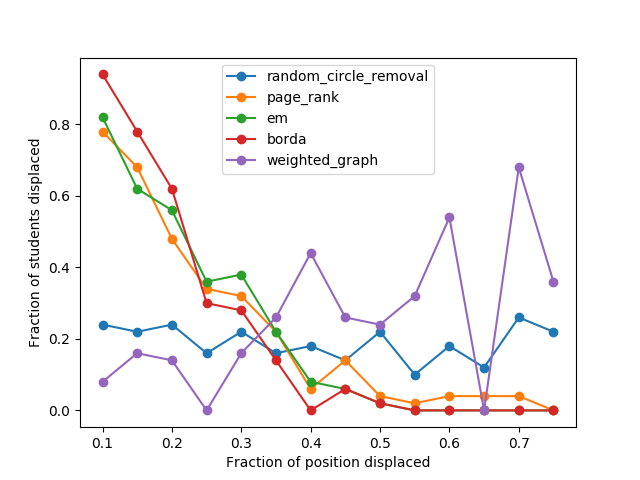 random_circle_removal
page_rank
em
borda
weighted_graph
Fraction of students displaced
0.8
0.6
0.4
0.2
0.0
0.1 0.2 0.3 0.4 0.5 0.6 0.7
Fraction of position displaced